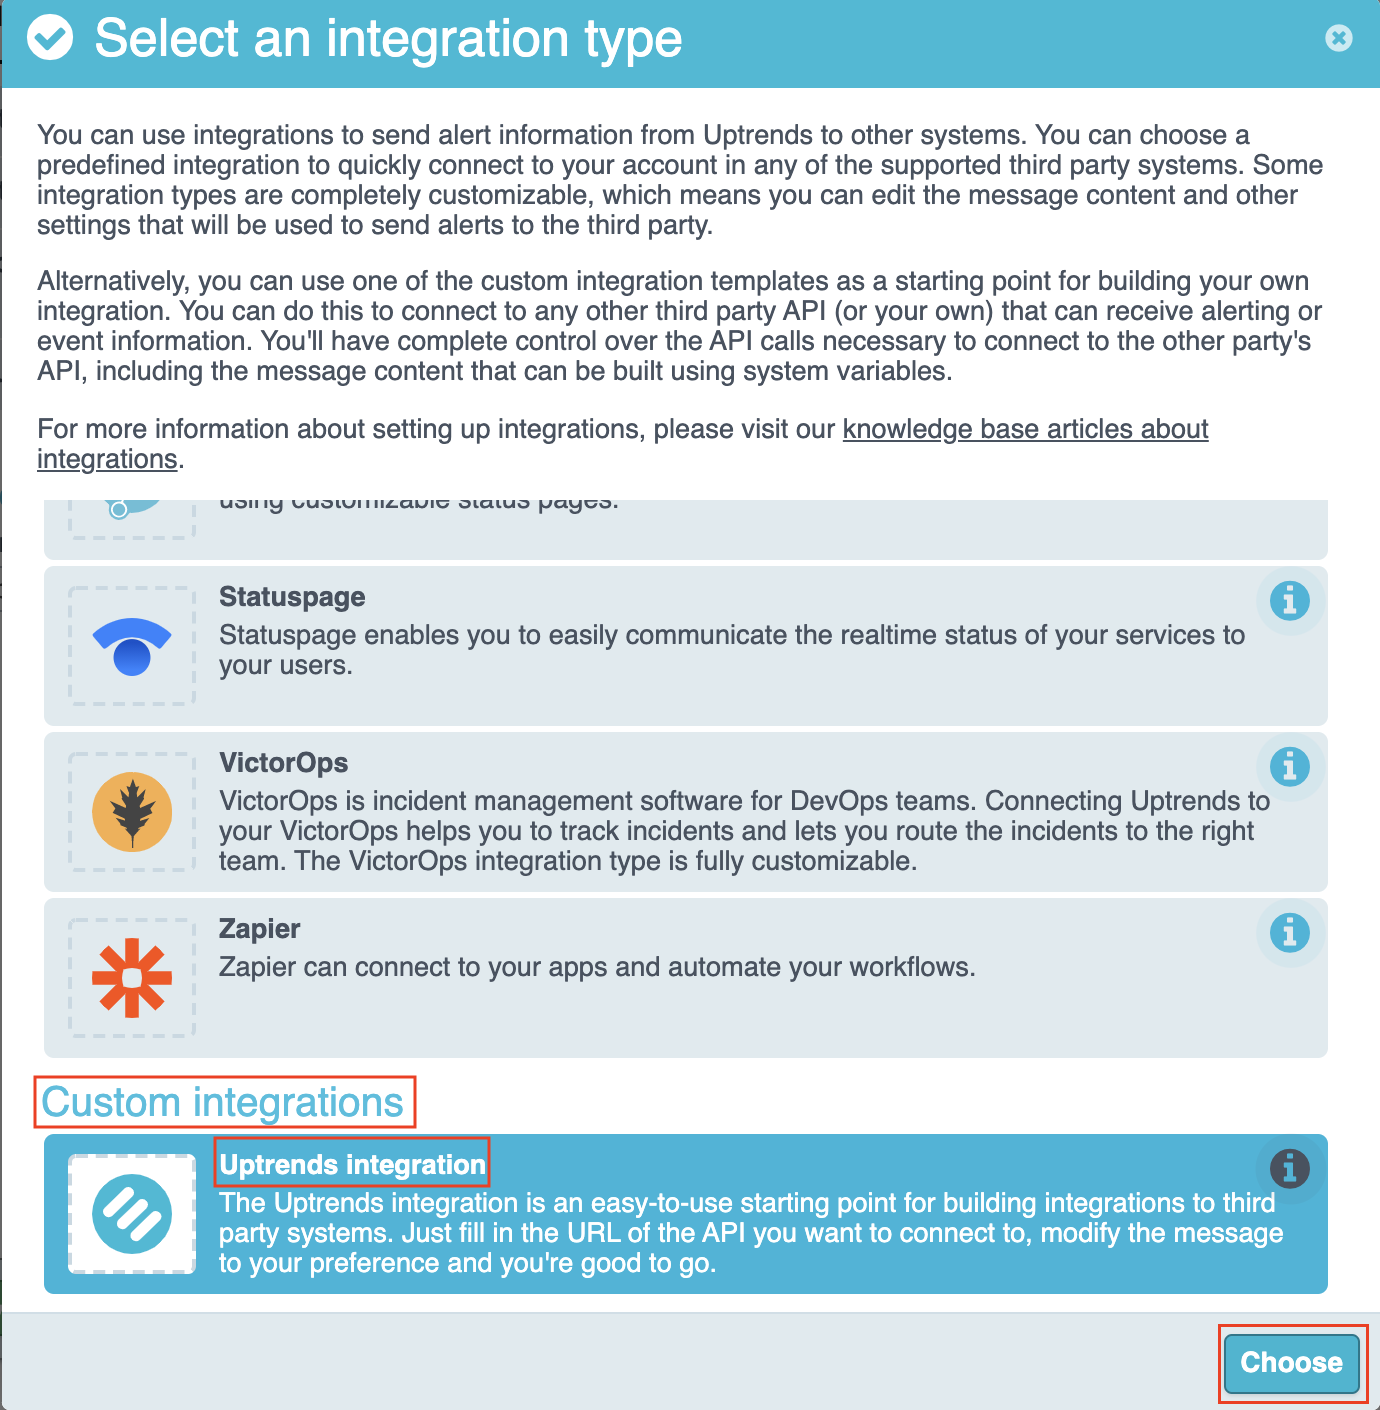 Select an integration type
You can use integrations to send alert information from Uptrends to other systems. You can choose a
predefined integration to quickly connect to your account in any of the supported third party systems. Some
integration types are completely customizable, which means you can edit the message content and other
settings that will be used to send alerts to the third party.
Alternatively, you can use one of the custom integration templates as a starting point for building your own
integration. You can do this to connect to any other third party API (or your own) that can receive alerting or
event information. You'll have complete control over the API calls necessary to connect to the other party's
API, including the message content that can be built using system variables.
For more information about setting up integrations, please visit our knowledge base articles about
integrations.
using customizable status pages.
Statuspage
Statuspage enables you to easily communicate the realtime status of your services to
your users.
VictorOps
VictorOps is incident management software for DevOps teams. Connecting Uptrends to
your VictorOps helps you to track incidents and lets you route the incidents to the right
team. The VictorOps integration type is fully customizable.
Zapier
Zapier can connect to your apps and automate your workflows.
Custom integrations
Uptrends integration
The Uptrends integration is an easy-to-use starting point for building integrations to third
party systems. Just fill in the URL of the API you want to connect to, modify the message
to your preference and you're good to go.
Choose